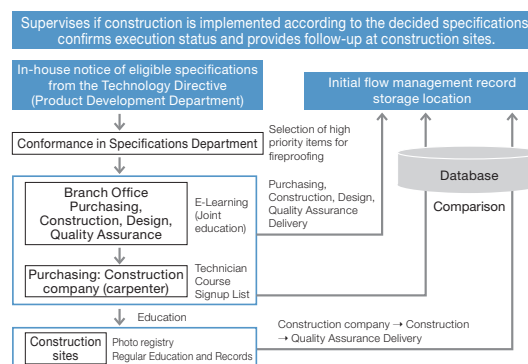 Supervises if construction is implemented according to the decided specifications,
confirms execution status and provides follow-up at construction sites.
In-house notice of eligible specifications
from the Technology Directive
(Product Development Department)
Initial flow management record
storage location
Conformance in Specifications Department
Selection of high
priority items for
fireproofing
Branch Office
Purchasing,
Construction, Design,
Quality Assurance
E-Learning
(Joint
education)
Purchasing,
Construction, Design,
Quality Assurance
Delivery
Database
Comparison
Purchasing: Construction
company (carpenter)
Technician
Course
Signup List
Education
Construction
sites
Photo registry
Regular Education and Records
Construction company → Construction
→ Quality Assurance Delivery